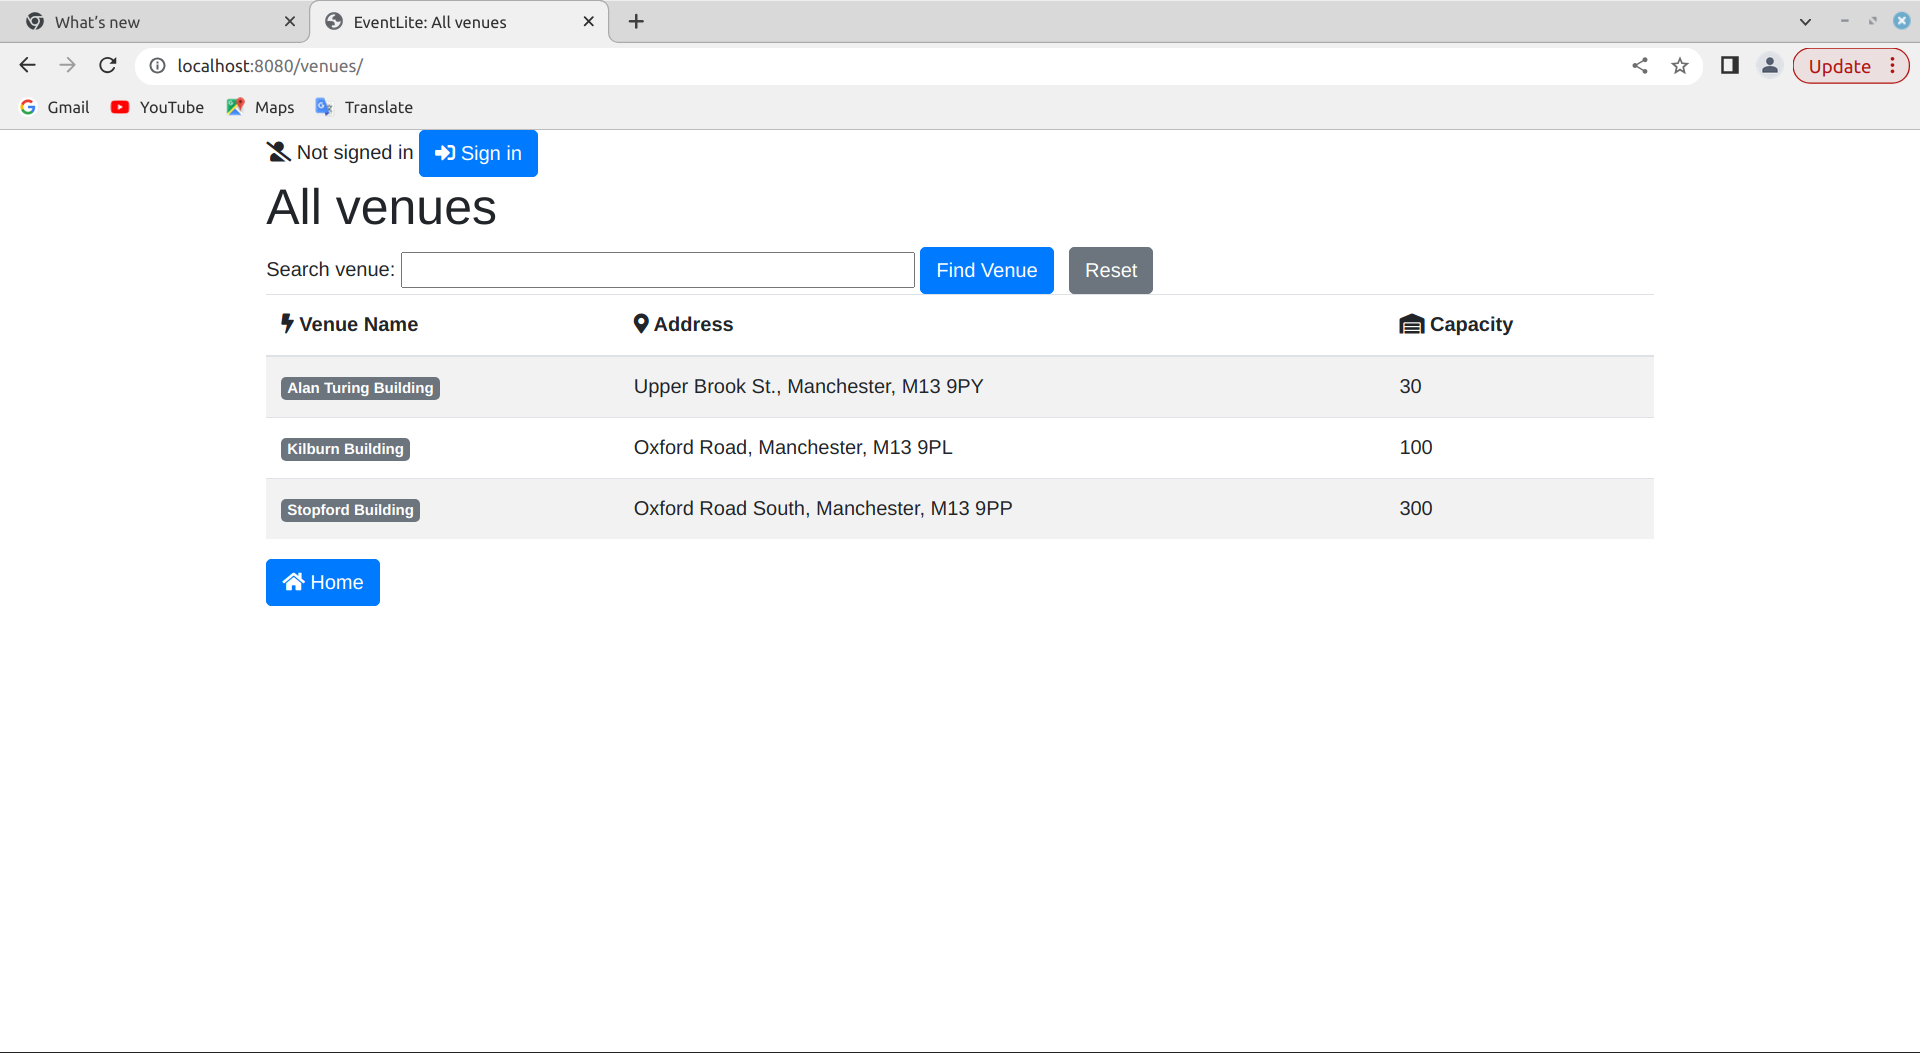 What's new
EventLite: All venues
localhost:8080/venues/
Update
Gmail YouTube Maps Translate
Not signed in Sign in
All venues
Search venue: Find Venue Reset
Venue Name Address Capacity
Alan Turing Building Upper Brook St., Manchester, M13 9PY 30
Kilburn Building Oxford Road, Manchester, M13 9PL 100
Stopford Building Oxford Road South, Manchester, M13 9PP 300
Home